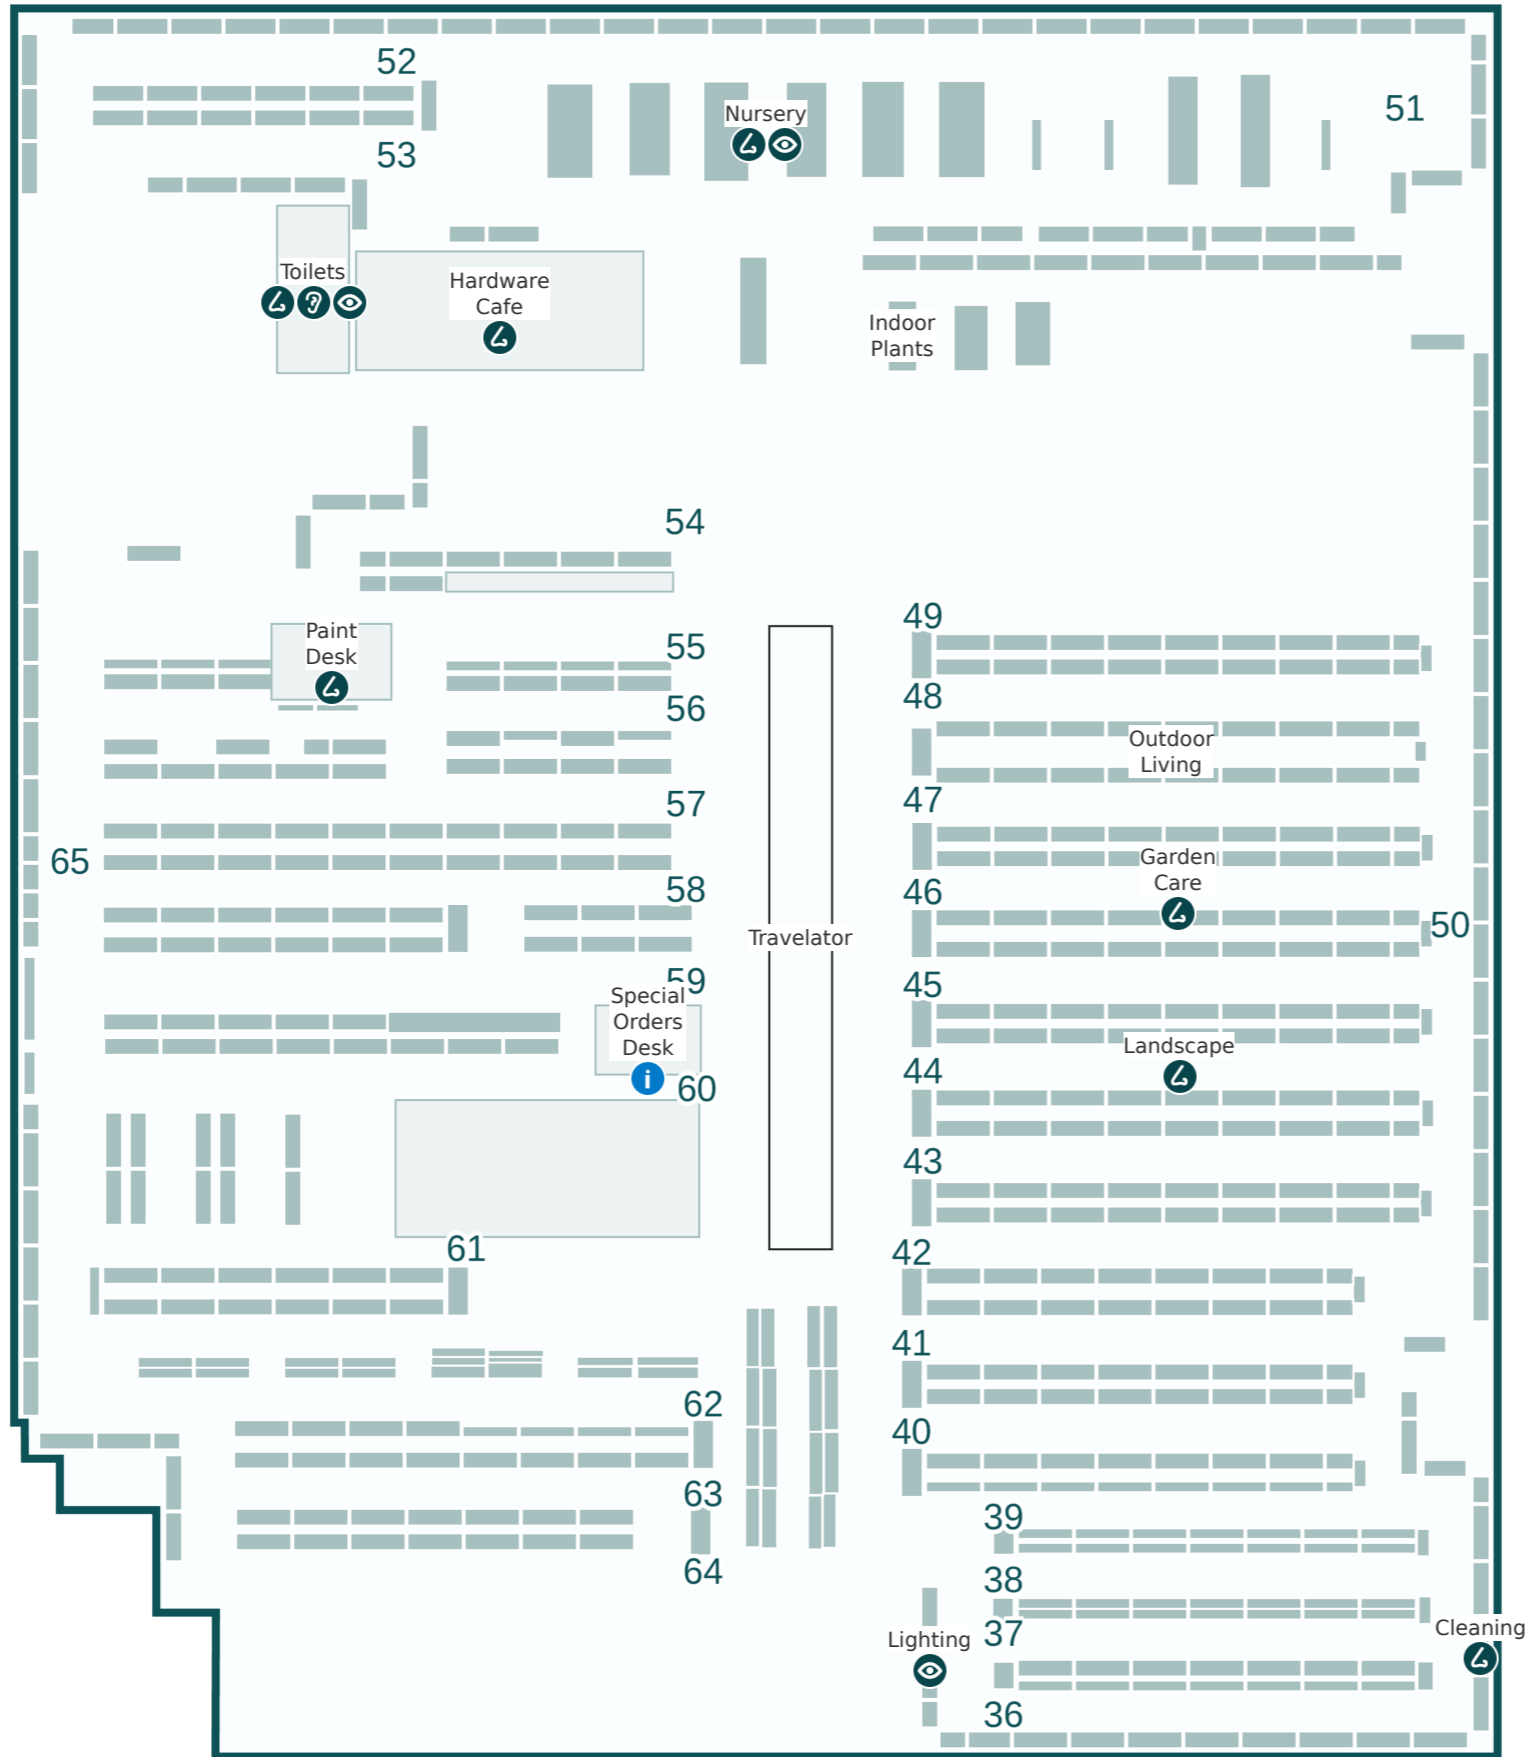 52
51
Nursery
53
Toilets
Hardware
Cafe
Indoor
Plants
54
49
Paint
Desk
55
48
56
Outdoor
Living
47
57
65
Garden
Care
58
46
50
Travelator
59
45
Special
Orders
Desk
i
60
Landscape
44
43
61
42
41
62
40
63
39
64
38
37
Lighting
Cleaning
36